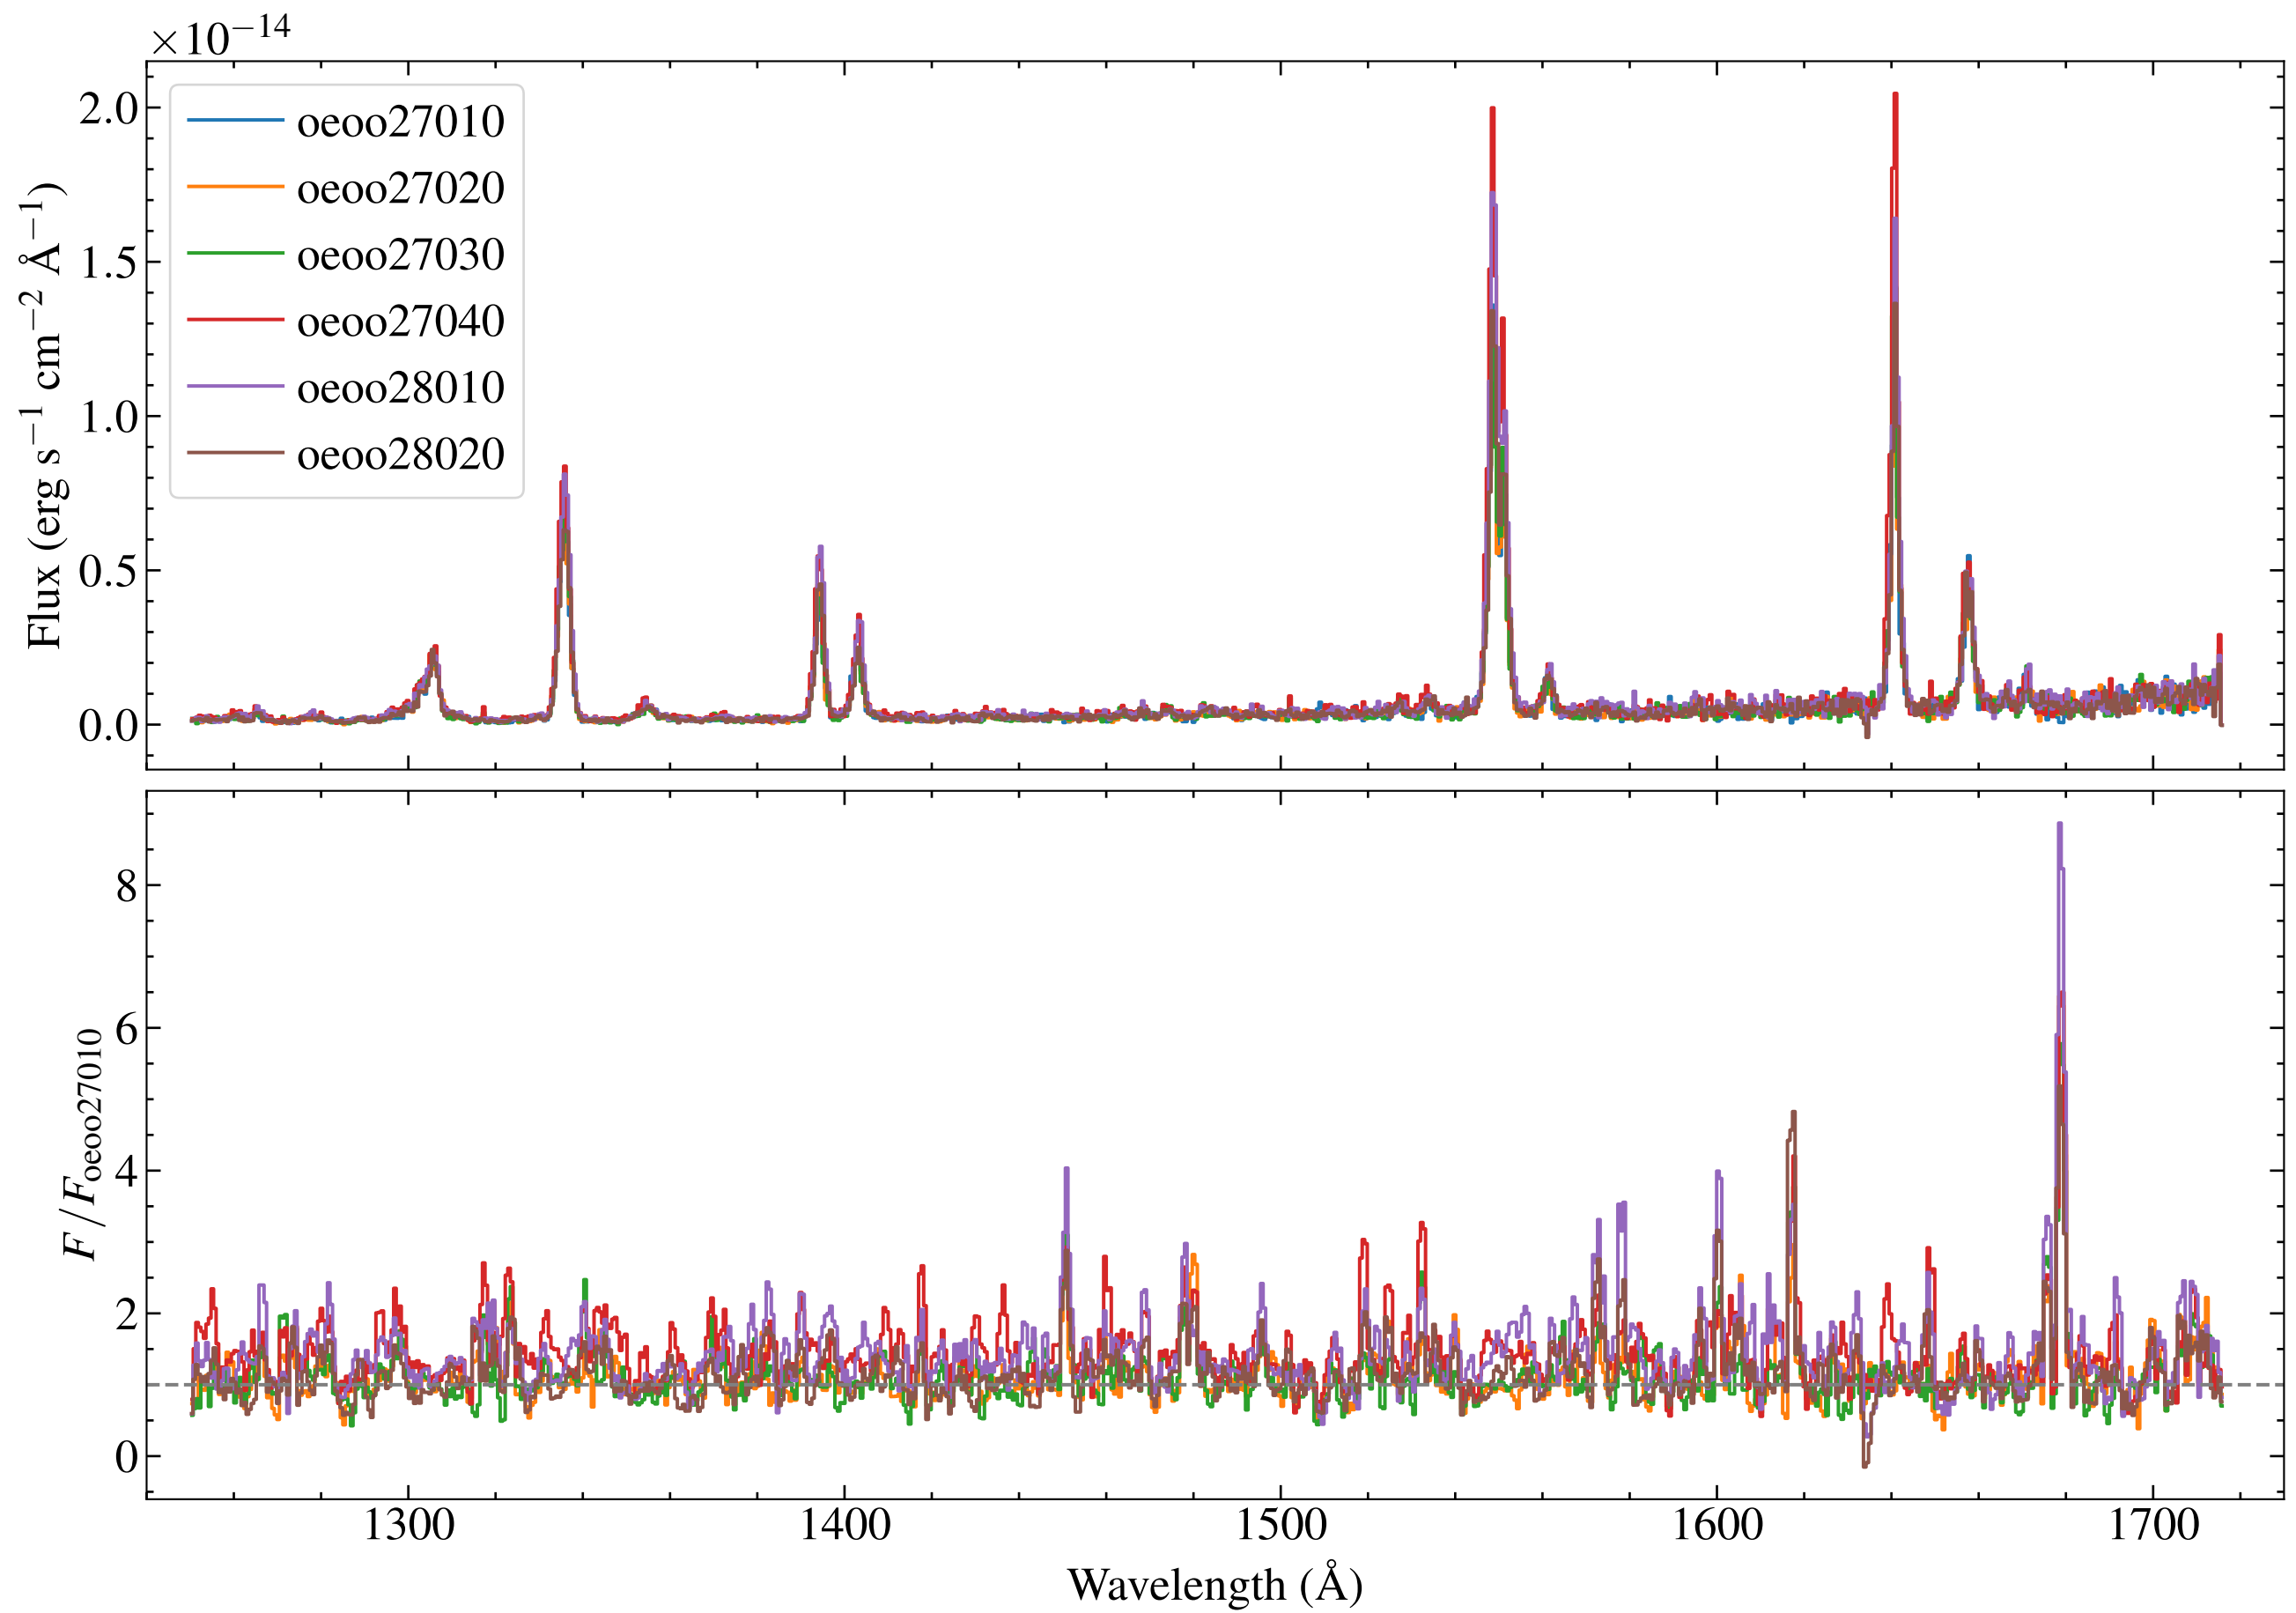 ×10−14
2.0
1.5
1.0
0.5
0.0
Flux (erg s−1 cm−2 Å−1)
oeoo27010
oeoo27020
oeoo27030
oeoo27040
oeoo28010
oeoo28020
8
6
4
2
0
F/Foeoo27010
1300 1400 1500 1600 1700
Wavelength (Å)